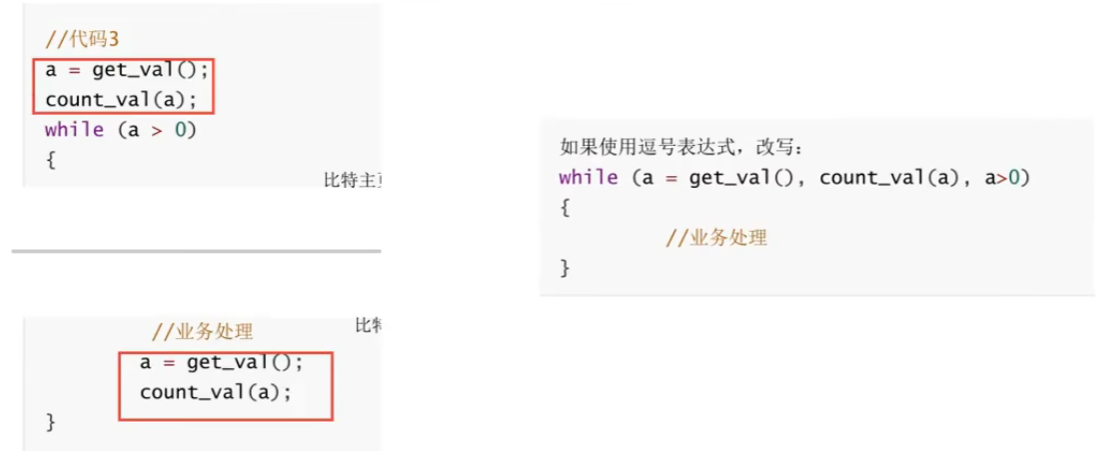 //代码3
a = get_val();
count_val(a);
while (a > 0)
{
比特主
//业务处理
比特
a = get_val();
count_val(a);
}
如果使用逗号表达式，改写：
while (a = get_val(), count_val(a), a>0)
{
//业务处理
}